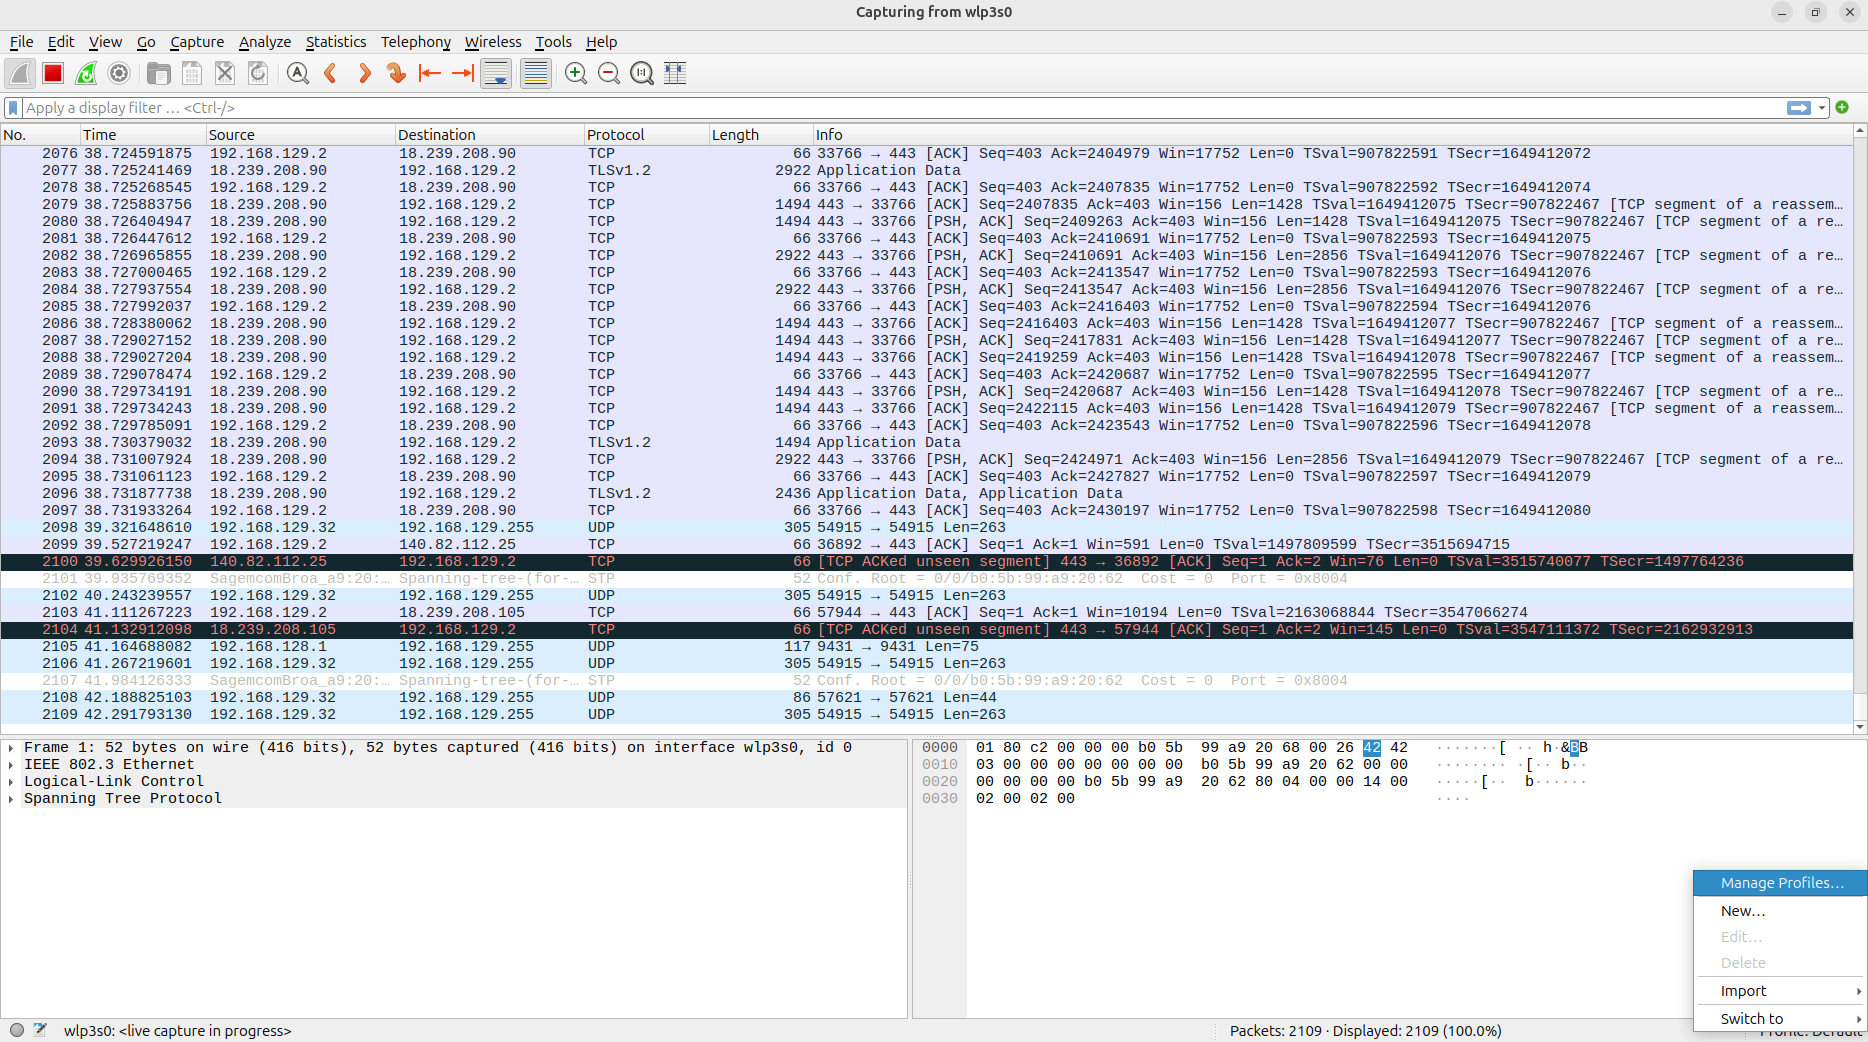 Capturing from wlp3s0
File Edit View Go Capture Analyze Statistics Telephony Wireless Tools Help
Apply a display filter … <Ctrl-/>
No. Time Source Destination Protocol Length Info
2076 38.724591875 192.168.129.2 18.239.208.90 TCP 66 33766 → 443 [ACK] Seq=403 Ack=2404979 Win=17752 Len=0 TSval=907822591 TSecr=1649412072
2077 38.725241469 18.239.208.90 192.168.129.2 TLSv1.2 2922 Application Data
2078 38.725268545 192.168.129.2 18.239.208.90 TCP 66 33766 → 443 [ACK] Seq=403 Ack=2407835 Win=17752 Len=0 TSval=907822592 TSecr=1649412074
2079 38.725883756 18.239.208.90 192.168.129.2 TCP 1494 443 → 33766 [ACK] Seq=2407835 Ack=403 Win=156 Len=1428 TSval=1649412075 TSecr=907822467 [TCP segment of a reassem…
2080 38.726404947 18.239.208.90 192.168.129.2 TCP 1494 443 → 33766 [PSH, ACK] Seq=2409263 Ack=403 Win=156 Len=1428 TSval=1649412075 TSecr=907822467 [TCP segment of a re…
2081 38.726447612 192.168.129.2 18.239.208.90 TCP 66 33766 → 443 [ACK] Seq=403 Ack=2410691 Win=17752 Len=0 TSval=907822593 TSecr=1649412075
2082 38.726965855 18.239.208.90 192.168.129.2 TCP 2922 443 → 33766 [PSH, ACK] Seq=2410691 Ack=403 Win=156 Len=2856 TSval=1649412076 TSecr=907822467 [TCP segment of a re…
2083 38.727000465 192.168.129.2 18.239.208.90 TCP 66 33766 → 443 [ACK] Seq=403 Ack=2413547 Win=17752 Len=0 TSval=907822593 TSecr=1649412076
2084 38.727937554 18.239.208.90 192.168.129.2 TCP 2922 443 → 33766 [PSH, ACK] Seq=2413547 Ack=403 Win=156 Len=2856 TSval=1649412076 TSecr=907822467 [TCP segment of a re…
2085 38.727992037 192.168.129.2 18.239.208.90 TCP 66 33766 → 443 [ACK] Seq=403 Ack=2416403 Win=17752 Len=0 TSval=907822594 TSecr=1649412076
2086 38.728380062 18.239.208.90 192.168.129.2 TCP 1494 443 → 33766 [ACK] Seq=2416403 Ack=403 Win=156 Len=1428 TSval=1649412077 TSecr=907822467 [TCP segment of a reassem…
2087 38.729027152 18.239.208.90 192.168.129.2 TCP 1494 443 → 33766 [PSH, ACK] Seq=2417831 Ack=403 Win=156 Len=1428 TSval=1649412077 TSecr=907822467 [TCP segment of a re…
2088 38.729027204 18.239.208.90 192.168.129.2 TCP 1494 443 → 33766 [ACK] Seq=2419259 Ack=403 Win=156 Len=1428 TSval=1649412078 TSecr=907822467 [TCP segment of a reassem…
2089 38.729078474 192.168.129.2 18.239.208.90 TCP 66 33766 → 443 [ACK] Seq=403 Ack=2420687 Win=17752 Len=0 TSval=907822595 TSecr=1649412077
2090 38.729734191 18.239.208.90 192.168.129.2 TCP 1494 443 → 33766 [PSH, ACK] Seq=2420687 Ack=403 Win=156 Len=1428 TSval=1649412078 TSecr=907822467 [TCP segment of a re…
2091 38.729734243 18.239.208.90 192.168.129.2 TCP 1494 443 → 33766 [ACK] Seq=2422115 Ack=403 Win=156 Len=1428 TSval=1649412079 TSecr=907822467 [TCP segment of a reassem…
2092 38.729785091 192.168.129.2 18.239.208.90 TCP 66 33766 → 443 [ACK] Seq=403 Ack=2423543 Win=17752 Len=0 TSval=907822596 TSecr=1649412078
2093 38.730379032 18.239.208.90 192.168.129.2 TLSv1.2 1494 Application Data
2094 38.731007924 18.239.208.90 192.168.129.2 TCP 2922 443 → 33766 [PSH, ACK] Seq=2424971 Ack=403 Win=156 Len=2856 TSval=1649412079 TSecr=907822467 [TCP segment of a re…
2095 38.731061123 192.168.129.2 18.239.208.90 TCP 66 33766 → 443 [ACK] Seq=403 Ack=2427827 Win=17752 Len=0 TSval=907822597 TSecr=1649412079
2096 38.731877738 18.239.208.90 192.168.129.2 TLSv1.2 2436 Application Data, Application Data
2097 38.731933264 192.168.129.2 18.239.208.90 TCP 66 33766 → 443 [ACK] Seq=403 Ack=2430197 Win=17752 Len=0 TSval=907822598 TSecr=1649412080
2098 39.321648610 192.168.129.32 192.168.129.255 UDP 305 54915 → 54915 Len=263
2099 39.527219247 192.168.129.2 140.82.112.25 TCP 66 36892 → 443 [ACK] Seq=1 Ack=1 Win=591 Len=0 TSval=1497809599 TSecr=3515694715
2100 39.629926150 140.82.112.25 192.168.129.2 TCP 66 [TCP ACKed unseen segment] 443 → 36892 [ACK] Seq=1 Ack=2 Win=76 Len=0 TSval=3515740077 TSecr=1497764236
2101 39.935769352 SagemcomBroa_a9:20:… Spanning-tree-(for-… STP 52 Conf. Root = 0/0/b0:5b:99:a9:20:62 Cost = 0 Port = 0x8004
2102 40.243239557 192.168.129.32 192.168.129.255 UDP 305 54915 → 54915 Len=263
2103 41.111267223 192.168.129.2 18.239.208.105 TCP 66 57944 → 443 [ACK] Seq=1 Ack=1 Win=10194 Len=0 TSval=2163068844 TSecr=3547066274
2104 41.132912098 18.239.208.105 192.168.129.2 TCP 66 [TCP ACKed unseen segment] 443 → 57944 [ACK] Seq=1 Ack=2 Win=145 Len=0 TSval=3547111372 TSecr=2162932913
2105 41.164688082 192.168.128.1 192.168.129.255 UDP 117 9431 → 9431 Len=75
2106 41.267219601 192.168.129.32 192.168.129.255 UDP 305 54915 → 54915 Len=263
2107 41.984126333 SagemcomBroa_a9:20:… Spanning-tree-(for-… STP 52 Conf. Root = 0/0/b0:5b:99:a9:20:62 Cost = 0 Port = 0x8004
2108 42.188825103 192.168.129.32 192.168.129.255 UDP 86 57621 → 57621 Len=44
2109 42.291793130 192.168.129.32 192.168.129.255 UDP 305 54915 → 54915 Len=263
Frame 1: 52 bytes on wire (416 bits), 52 bytes captured (416 bits) on interface wlp3s0, id 0
IEEE 802.3 Ethernet
Logical-Link Control
Spanning Tree Protocol
0000 01 80 c2 00 00 00 b0 5b 99 a9 20 68 00 26 42 42 ·······[ ·· h·&BB
0010 03 00 00 00 00 00 00 00 b0 5b 99 a9 20 62 00 00 ········ ·[·· b··
0020 00 00 00 00 b0 5b 99 a9 20 62 80 04 00 00 14 00 ·····[·· b······
0030 02 00 02 00 ····
Manage Profiles…
New…
Edit…
Delete
Import
Switch to
wlp3s0: <live capture in progress>
Packets: 2109 · Displayed: 2109 (100.0%)
Profile: Default